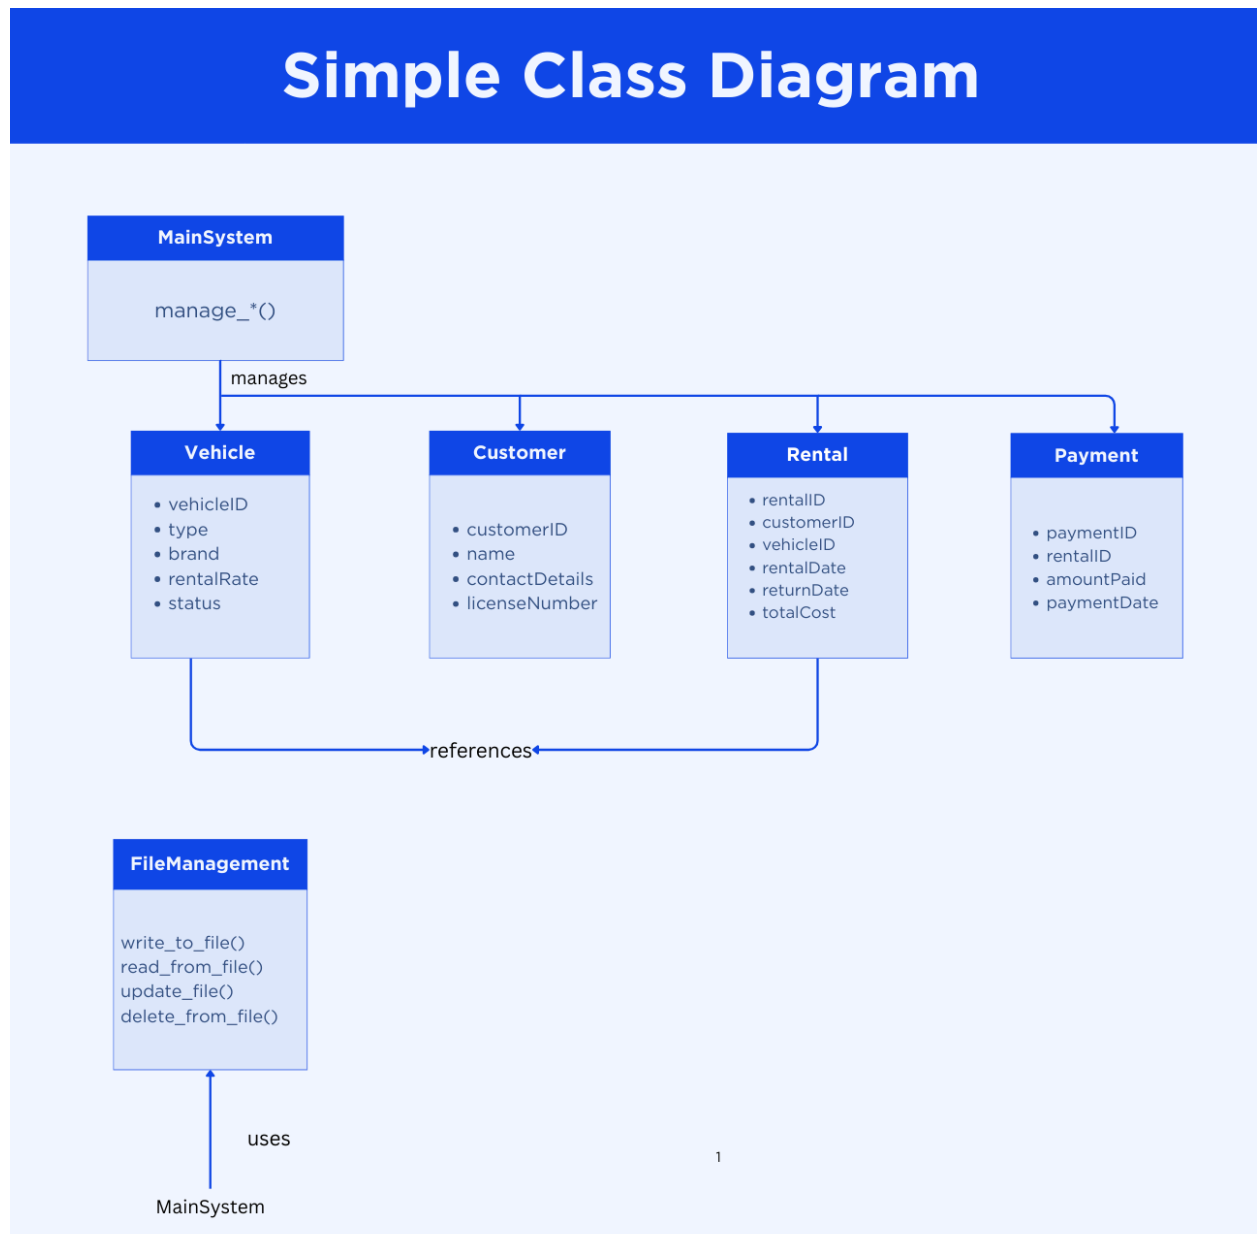 Simple Class Diagram
MainSystem
manage_*()
manages
Vehicle
• vehicleID
• type
• brand
• rentalRate
• status
Customer
• customerID
• name
• contactDetails
• licenseNumber
Rental
• rentalID
• customerID
• vehicleID
• rentalDate
• returnDate
• totalCost
Payment
• paymentID
• rentalID
• amountPaid
• paymentDate
references
FileManagement
write_to_file()
read_from_file()
update_file()
delete_from_file()
uses
1
MainSystem